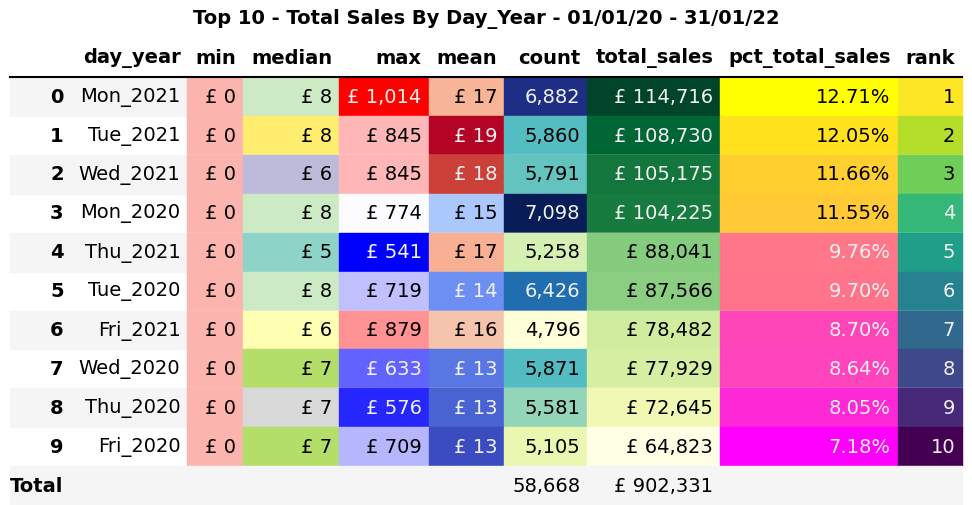 Top 10 - Total Sales By Day_Year - 01/01/20 - 31/01/22
day_year min median max mean count total_sales pct_total_sales rank
0 Mon_2021 £ 0 £ 8 £ 1,014 £ 17 6,882 £ 114,716 12.71% 1
1 Tue_2021 £ 0 £ 8 £ 845 £ 19 5,860 £ 108,730 12.05% 2
2 Wed_2021 £ 0 £ 6 £ 845 £ 18 5,791 £ 105,175 11.66% 3
3 Mon_2020 £ 0 £ 8 £ 774 £ 15 7,098 £ 104,225 11.55% 4
4 Thu_2021 £ 0 £ 5 £ 541 £ 17 5,258 £ 88,041 9.76% 5
5 Tue_2020 £ 0 £ 8 £ 719 £ 14 6,426 £ 87,566 9.70% 6
6 Fri_2021 £ 0 £ 6 £ 879 £ 16 4,796 £ 78,482 8.70% 7
7 Wed_2020 £ 0 £ 7 £ 633 £ 13 5,871 £ 77,929 8.64% 8
8 Thu_2020 £ 0 £ 7 £ 576 £ 13 5,581 £ 72,645 8.05% 9
9 Fri_2020 £ 0 £ 7 £ 709 £ 13 5,105 £ 64,823 7.18% 10
Total 58,668 £ 902,331